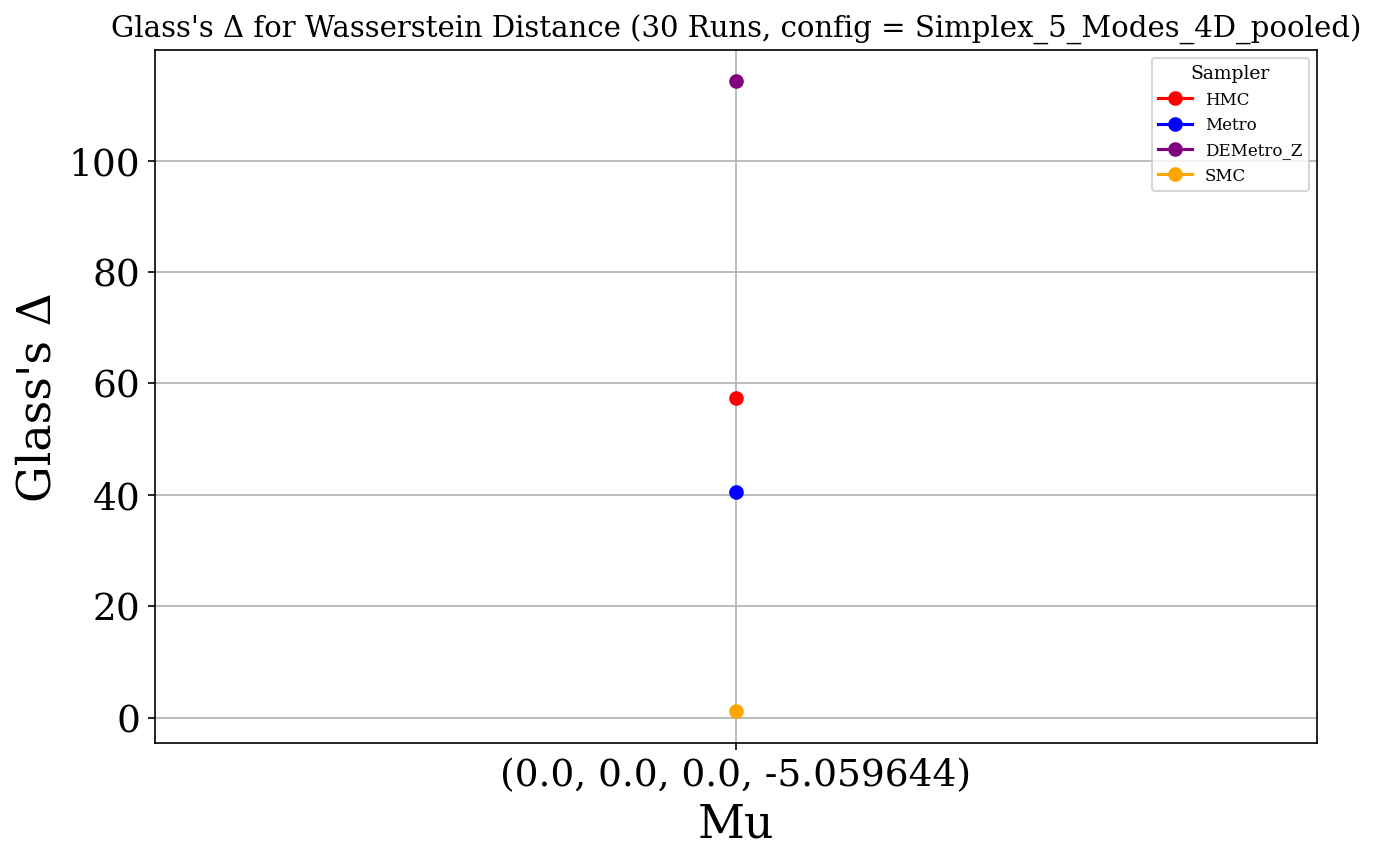 Glass's Δ for Wasserstein Distance (30 Runs, config = Simplex_5_Modes_4D_pooled)
Sampler
HMC
Metro
DEMetro_Z
SMC
100
80
60
40
20
0
Glass's Δ
(0.0, 0.0, 0.0, -5.059644)
Mu